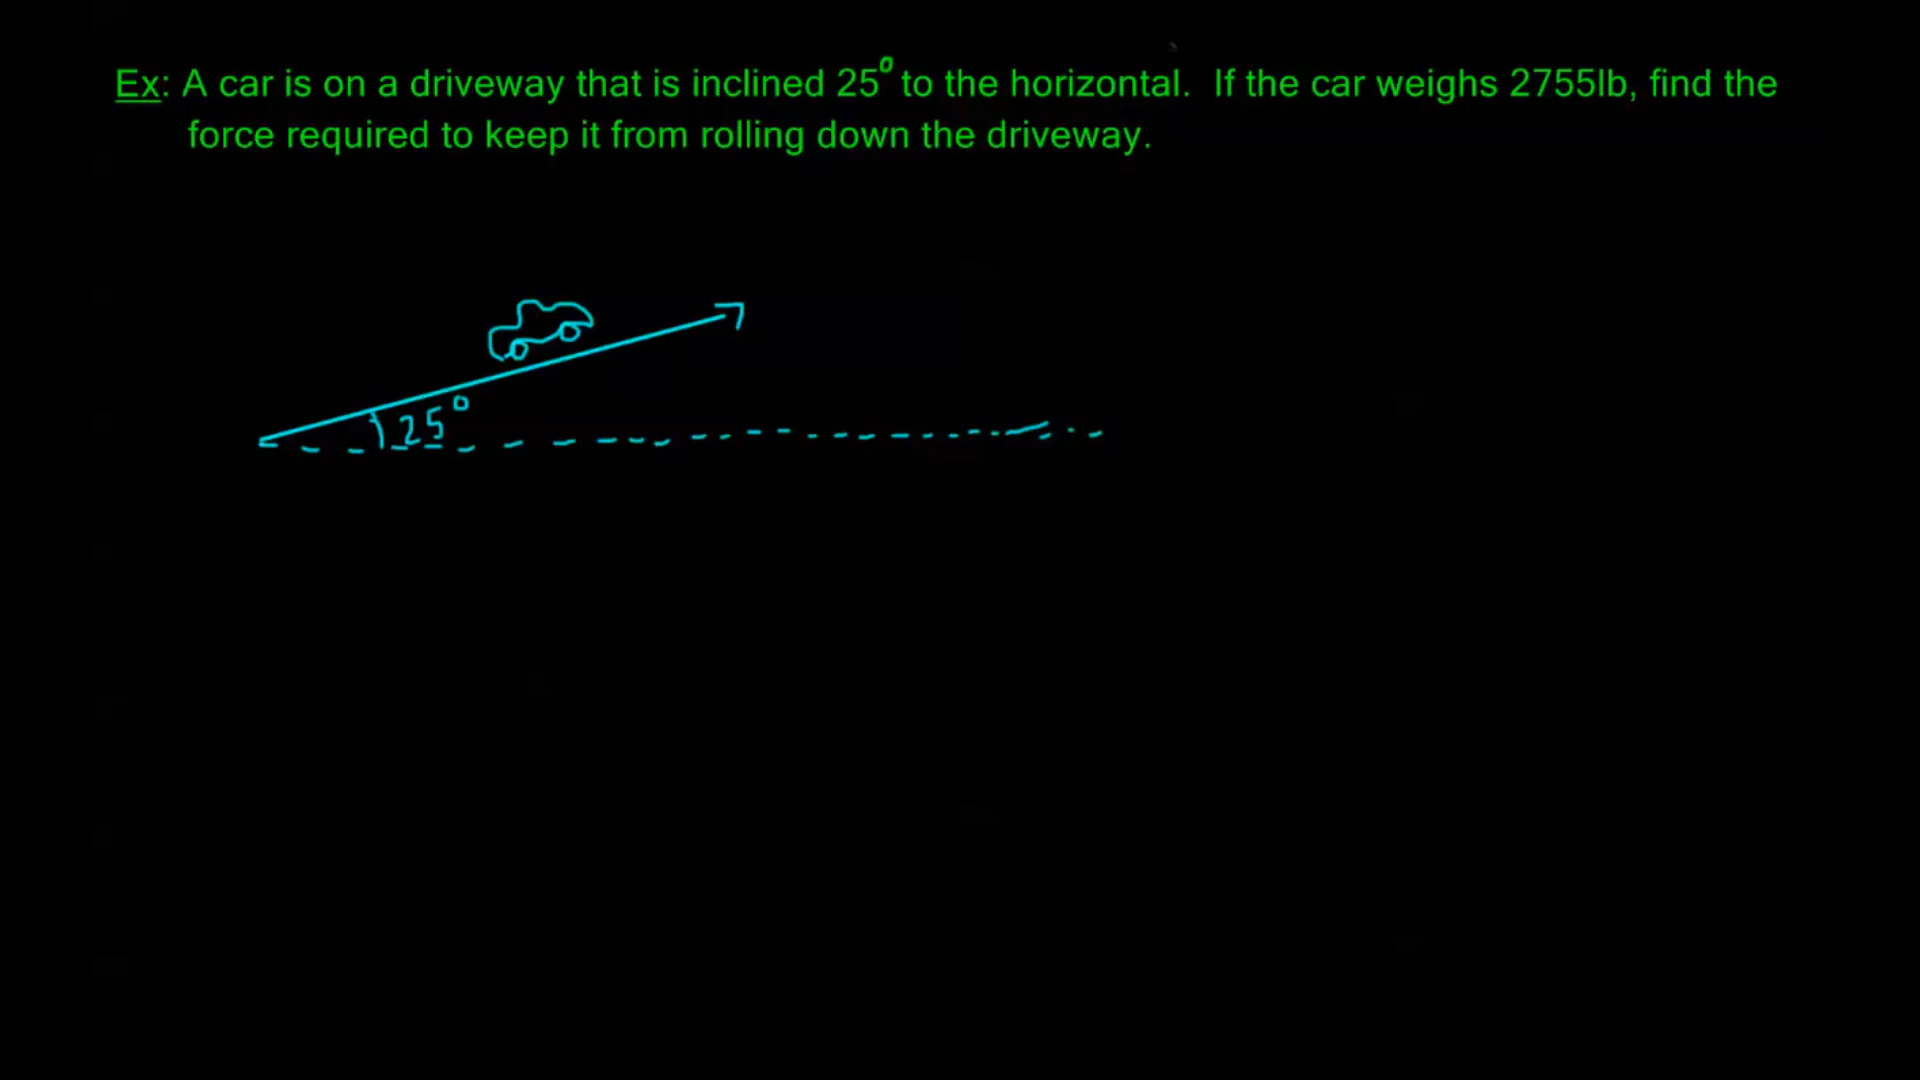 Ex: A car is on a driveway that is inclined 25° to the horizontal. If the car weighs 2755lb, find the
force required to keep it from rolling down the driveway.
25°